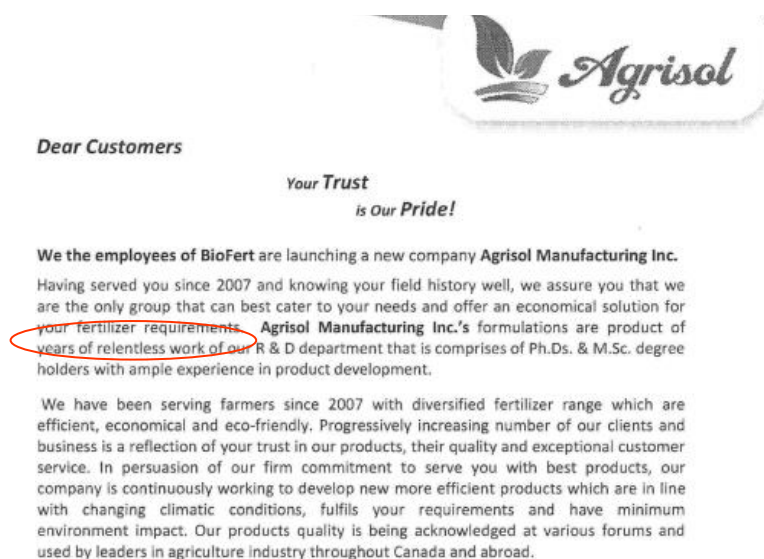 Agrisol
Dear Customers
Your Trust
is Our Pride!
We the employees of BioFert are launching a new company Agrisol Manufacturing Inc.
Having served you since 2007 and knowing your field history well, we assure you that we
are the only group that can best cater to your needs and offer an economical solution for
your fertilizer requirements. Agrisol Manufacturing Inc.'s formulations are product of
years of relentless work of our R & D department that is comprises of Ph.Ds. & M.Sc. degree
holders with ample experience in product development.
We have been serving farmers since 2007 with diversified fertilizer range which are
efficient, economical and eco-friendly. Progressively increasing number of our clients and
business is a reflection of your trust in our products, their quality and exceptional customer
service. In persuasion of our firm commitment to serve you with best products, our
company is continuously working to develop new more efficient products which are in line
with changing climatic conditions, fulfils your requirements and have minimum
environment impact. Our products quality is being acknowledged at various forums and
used by leaders in agriculture industry throughout Canada and abroad.